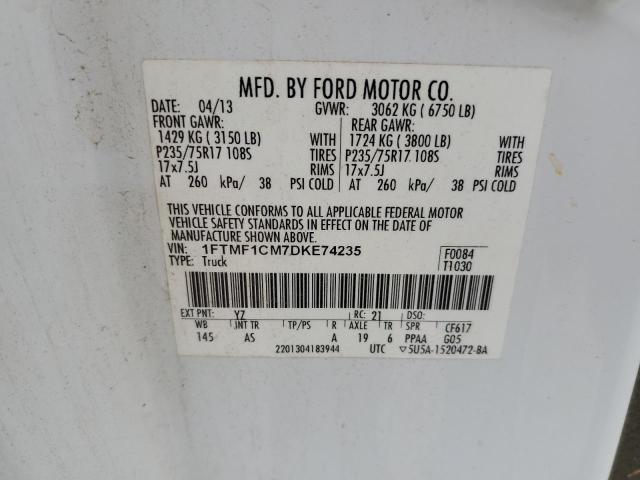 MFD. BY FORD MOTOR CO.
DATE: 04/13 GVWR: 3062 KG ( 6750 LB)
FRONT GAWR: REAR GAWR:
1429 KG ( 3150 LB) WITH 1724 KG ( 3800 LB) WITH
P235/75R17 108S TIRES P235/75R17 108S TIRES
17x7.5J RIMS 17x7.5J RIMS
AT 260 kPa/ 38 PSI COLD AT 260 kPa/ 38 PSI COLD
THIS VEHICLE CONFORMS TO ALL APPLICABLE FEDERAL MOTOR
VEHICLE SAFETY STANDARDS IN EFFECT ON THE DATE OF
MANUFACTURE SHOWN ABOVE.
VIN: 1FTMF1CM7DKE74235 F0084
TYPE: Truck T1030
EXT PNT: YZ RC: 21 DSO:
WB INT TR TP/PS R AXLE TR SPR CF617
145 AS A 19 6 PPAA G05
2201304183944 UTC ▽5U5A-1520472-BA